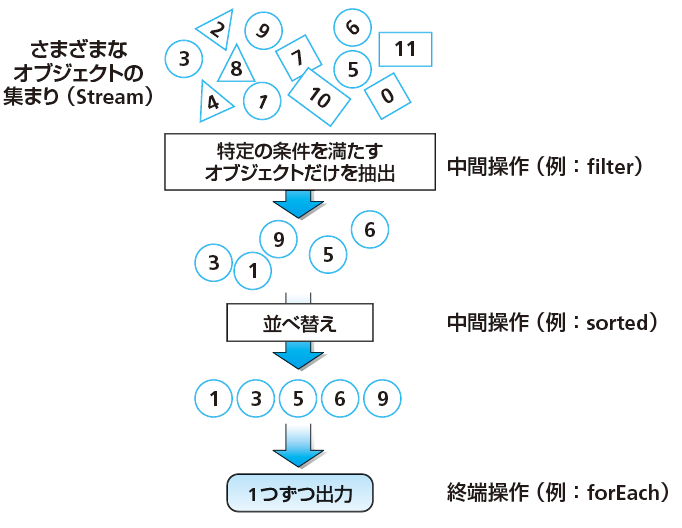 さまざまな
オブジェクトの
集まり（Stream）
2
9
6
11
3
8
7
5
4
1
10
0
特定の条件を満たす
オブジェクトだけを抽出
中間操作（例：filter）
9
6
3
1
5
並べ替え
中間操作（例：sorted）
1 3 5 6 9
1つずつ出力
終端操作（例：forEach）